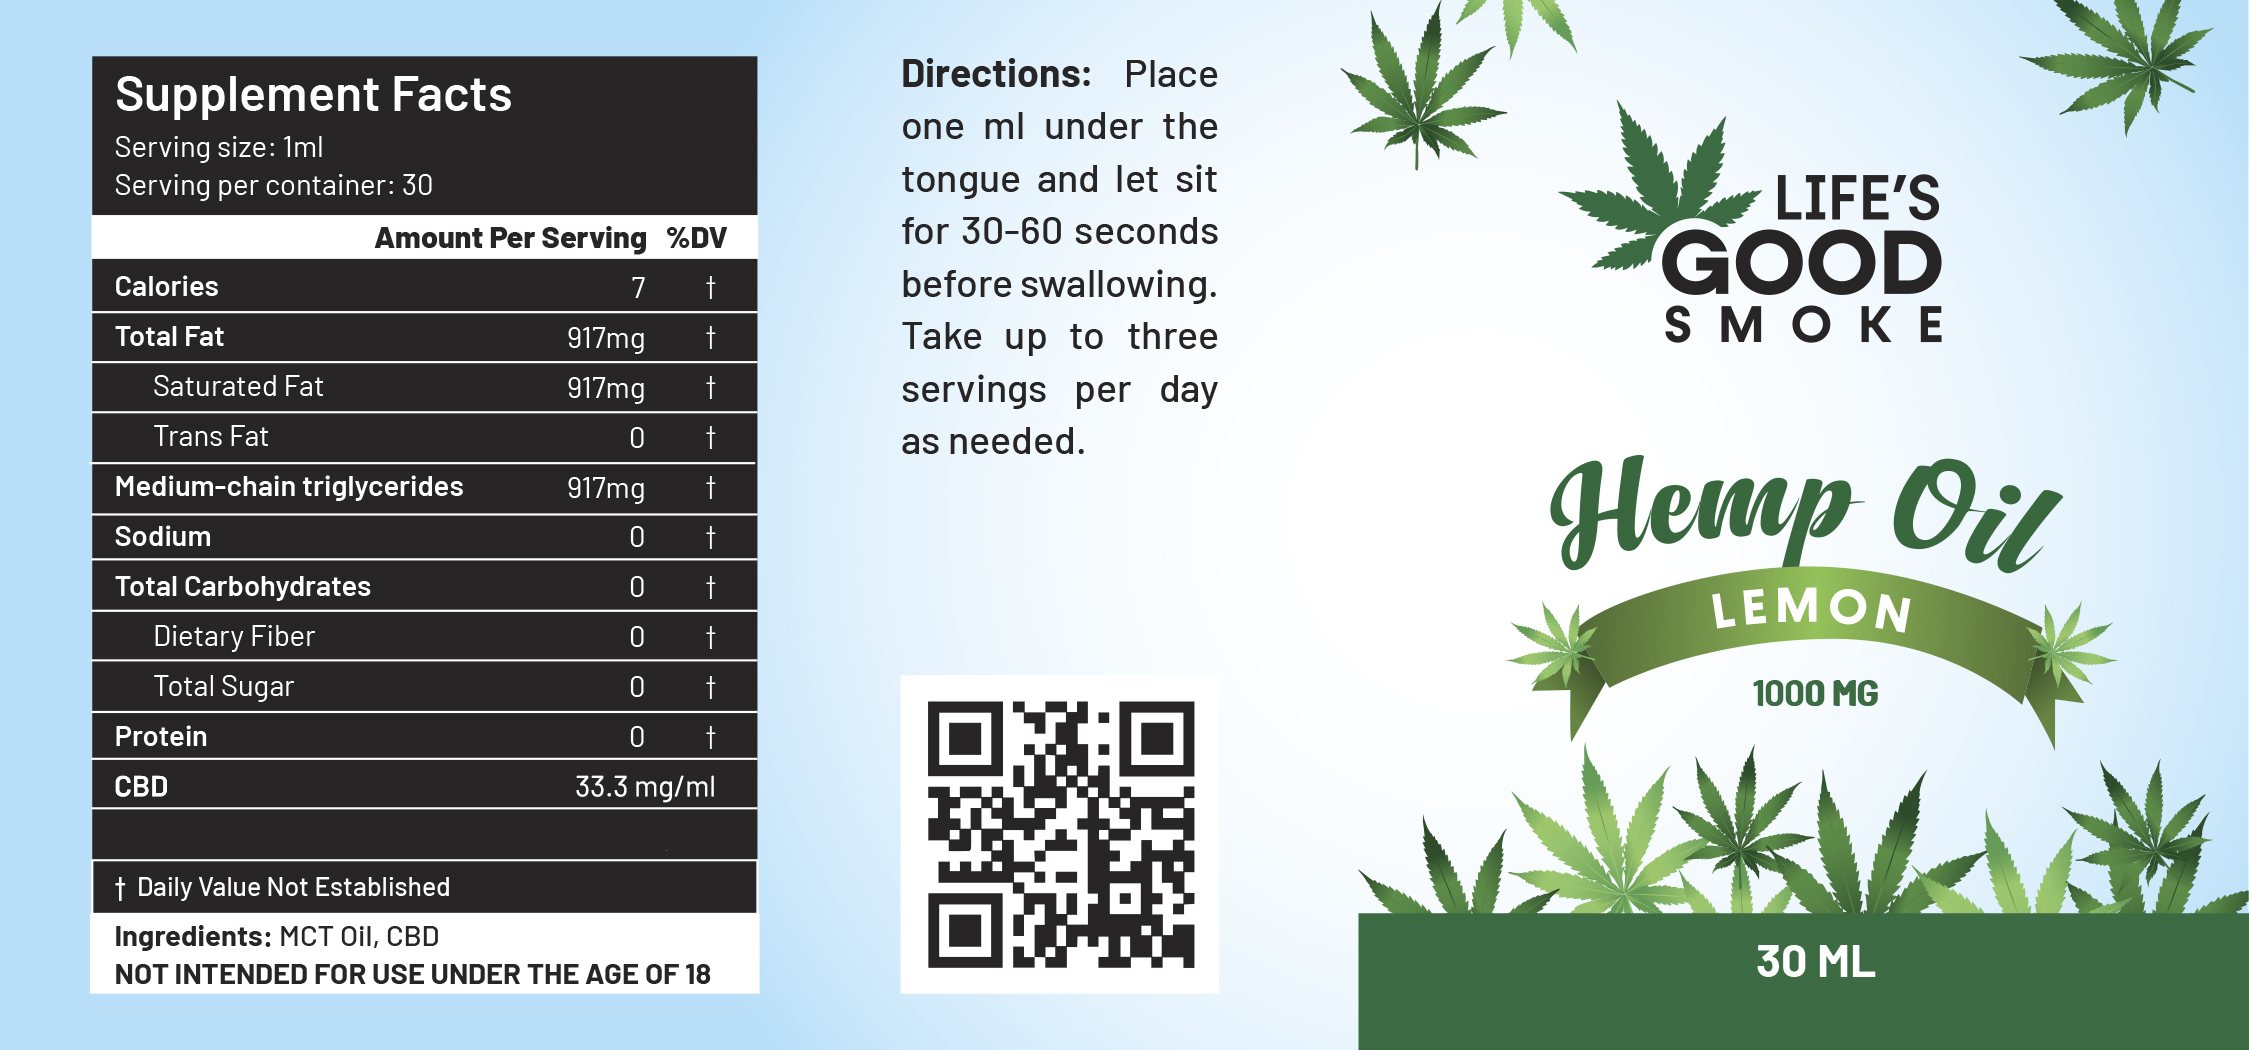 Supplement Facts
Serving size: 1ml
Serving per container: 30
Amount Per Serving %DV
Calories 7 †
Total Fat 917mg †
Saturated Fat 917mg †
Trans Fat 0 †
Medium-chain triglycerides 917mg †
Sodium 0 †
Total Carbohydrates 0 †
Dietary Fiber 0 †
Total Sugar 0 †
Protein 0 †
CBD 33.3 mg/ml
† Daily Value Not Established
Ingredients: MCT Oil, CBD
NOT INTENDED FOR USE UNDER THE AGE OF 18
Directions: Place
one ml under the
tongue and let sit
for 30-60 seconds
before swallowing.
Take up to three
servings per day
as needed.
LIFE'S
GOOD
SMOKE
Hemp Oil
LEMON
1000 MG
30 ML